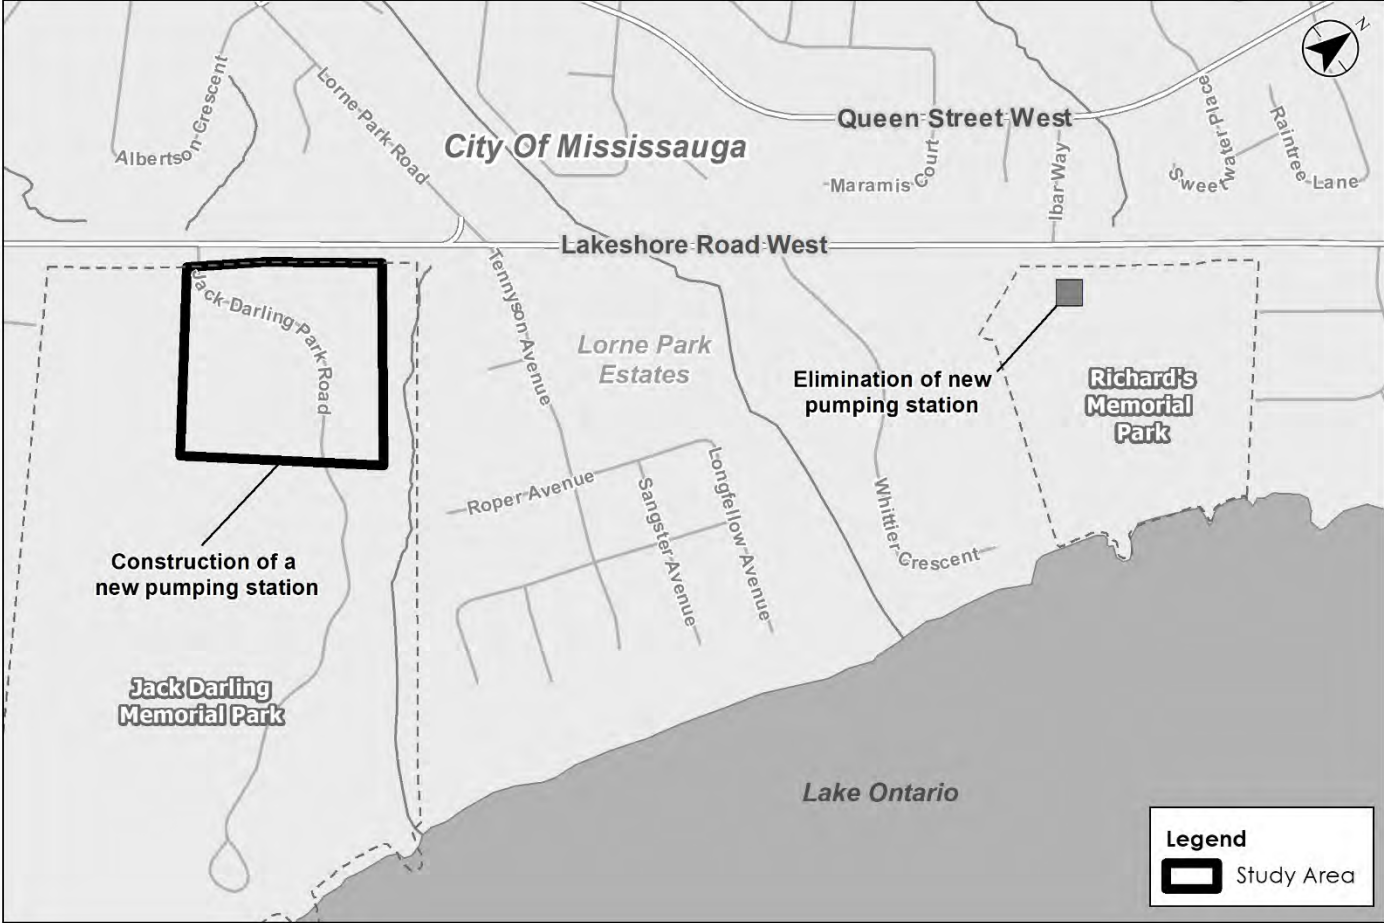 N
Albertson Crescent
Lorne Park Road
City Of Mississauga
Queen Street West
Maramis Court
Ibar Way
Sweetwater Place
Raintree Lane
Lakeshore Road West
Jack Darling Park Road
Tennyson Avenue
Lorne Park
Estates
Elimination of new
pumping station
Richard's
Memorial
Park
Roper Avenue
Sangster Avenue
Longfellow Avenue
Whittier Crescent
Construction of a
new pumping station
Jack Darling
Memorial Park
Lake Ontario
Legend
Study Area